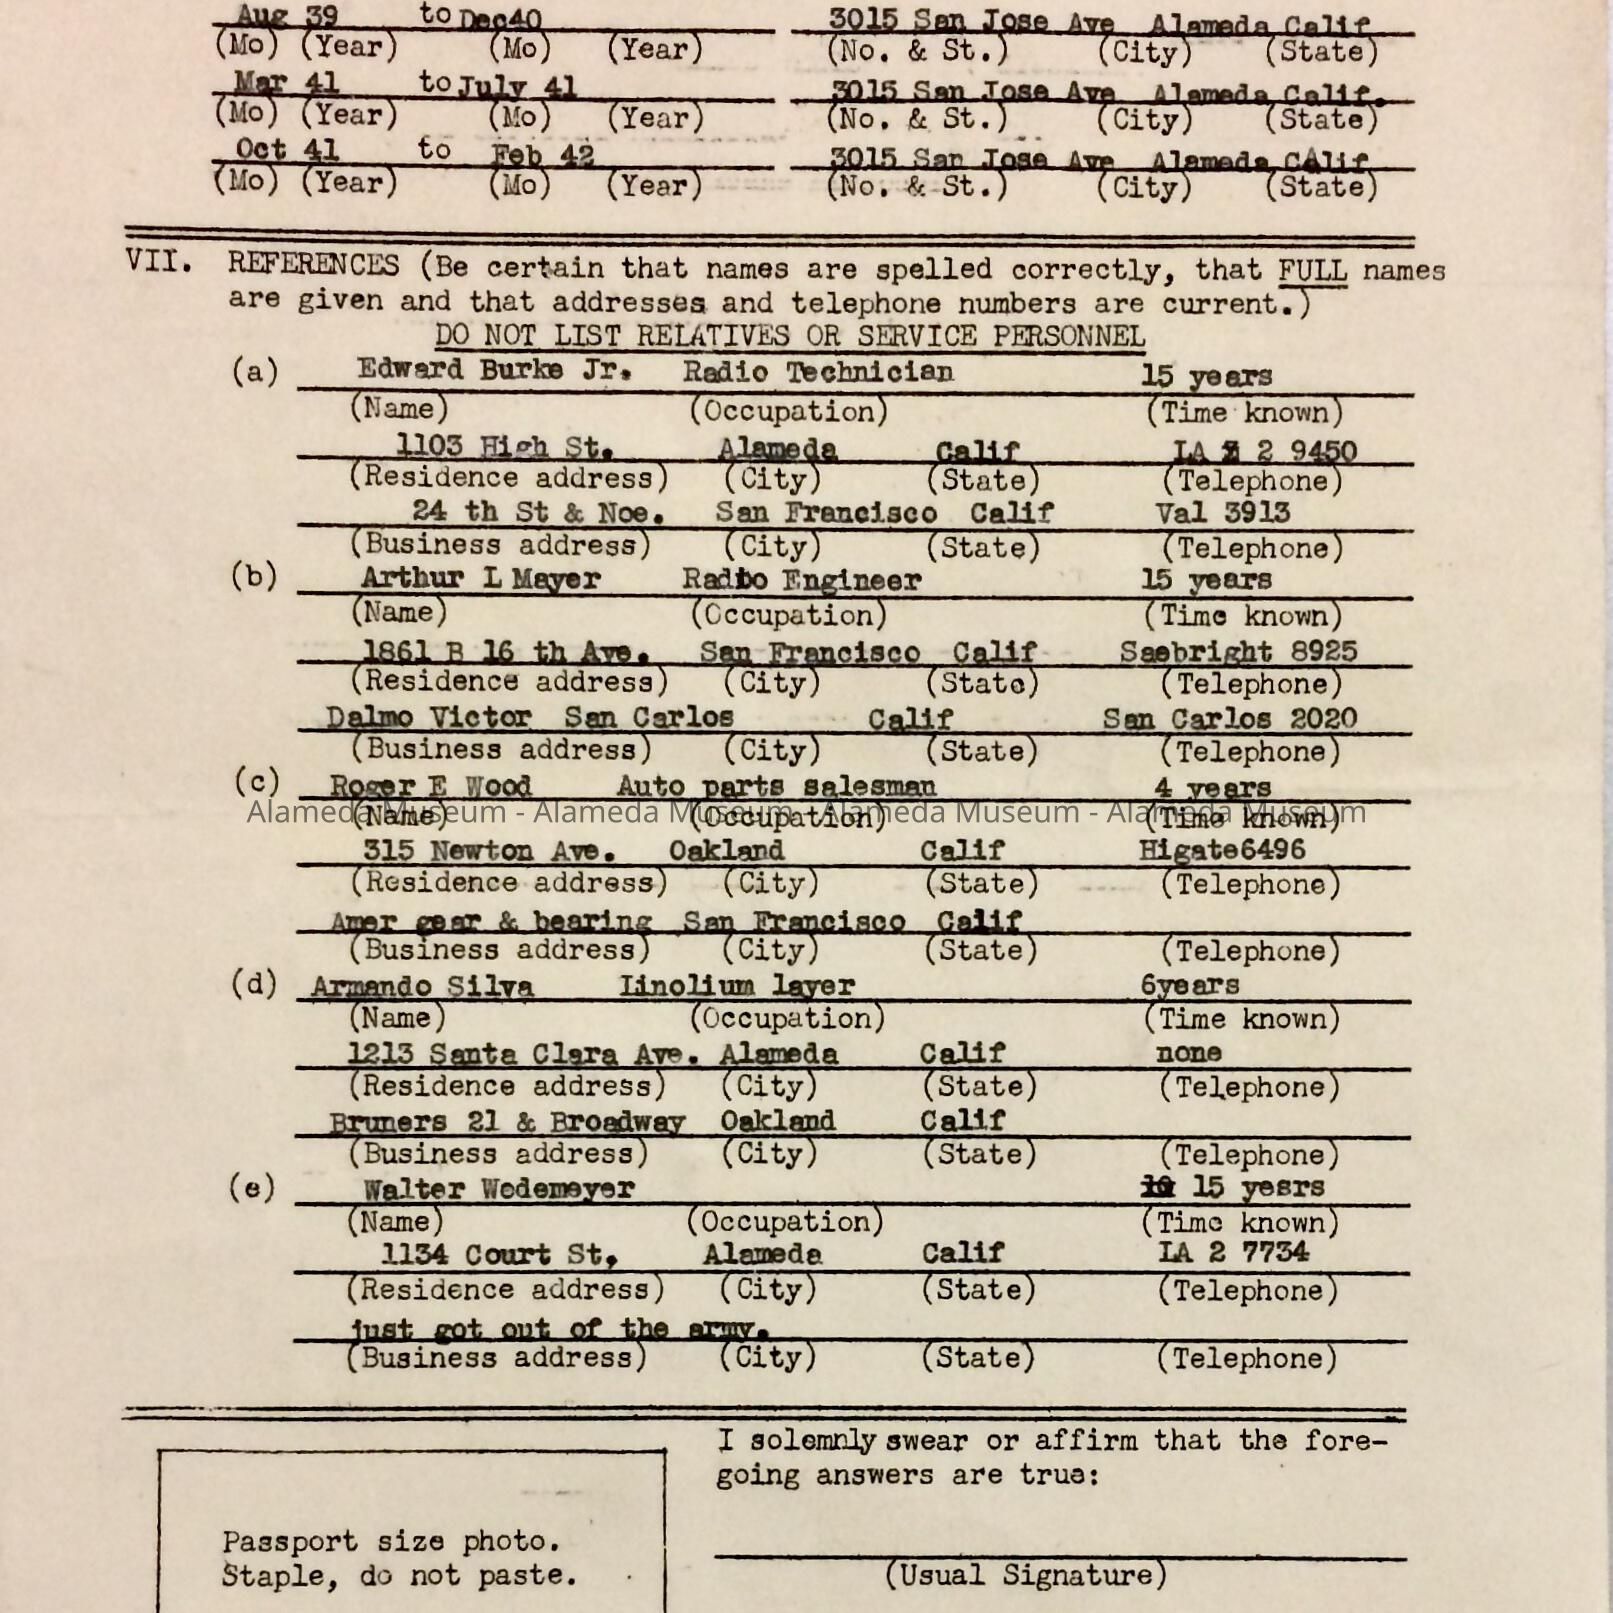 Aug 39 to Dec40 3015 San Jose Ave Alameda Calif
(Mo) (Year) (Mo) (Year) (No. & St.) (City) (State)
Mar 41 to July 41 3015 San Jose Ave Alameda Calif.
(Mo) (Year) (Mo) (Year) (No. & St.) (City) (State)
Oct 41 to Feb 42 3015 San Jose Ave Alameda CAlif
(Mo) (Year) (Mo) (Year) (No. & St.) (City) (State)
VII. REFERENCES (Be certain that names are spelled correctly, that FULL names
are given and that addresses and telephone numbers are current.)
DO NOT LIST RELATIVES OR SERVICE PERSONNEL
(a) Edward Burke Jr. Radio Technician 15 years
(Name) (Occupation) (Time known)
1103 High St. Alameda Calif LA 2 9450
(Residence address) (City) (State) (Telephone)
24 th St & Noe. San Francisco Calif Val 3913
(Business address) (City) (State) (Telephone)
(b) Arthur L Mayer Radio Engineer 15 years
(Name) (Occupation) (Time known)
1861 B 16 th Ave. San Francisco Calif Saebright 8925
(Residence address) (City) (State) (Telephone)
Dalmo Victor San Carlos Calif San Carlos 2020
(Business address) (City) (State) (Telephone)
(c) Roger E Wood Auto parts salesman 4 years
Alameda Museum - Alameda Museum - Alameda Museum - Alameda Museum
(Name) (Occupation) (Time known)
315 Newton Ave. Oakland Calif Higate6496
(Residence address) (City) (State) (Telephone)
Amer gear & bearing San Francisco Calif
(Business address) (City) (State) (Telephone)
(d) Armando Silva Linolium layer 6years
(Name) (Occupation) (Time known)
1213 Santa Clara Ave. Alameda Calif none
(Residence address) (City) (State) (Telephone)
Bruners 21 & Broadway Oakland Calif
(Business address) (City) (State) (Telephone)
(e) Walter Wedemeyer 15 yesrs
(Name) (Occupation) (Time known)
1134 Court St, Alameda Calif LA 2 7734
(Residence address) (City) (State) (Telephone)
just got out of the army.
(Business address) (City) (State) (Telephone)
I solemnly swear or affirm that the fore-
going answers are true:
Passport size photo.
Staple, do not paste.
(Usual Signature)